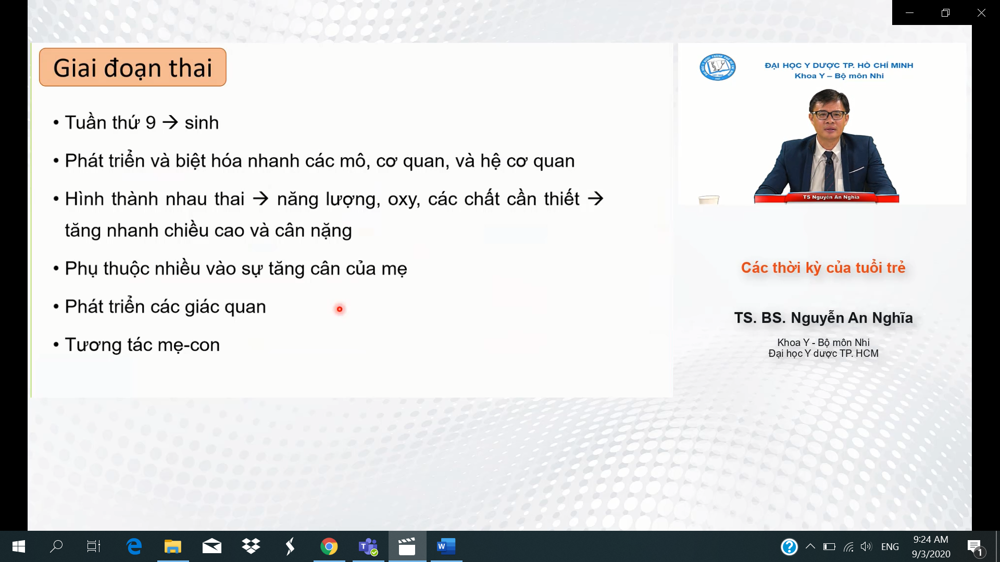 Giai đoạn thai
• Tuần thứ 9 → sinh
• Phát triển và biệt hóa nhanh các mô, cơ quan, và hệ cơ quan
• Hình thành nhau thai → năng lượng, oxy, các chất cần thiết →
tăng nhanh chiều cao và cân nặng
• Phụ thuộc nhiều vào sự tăng cân của mẹ
• Phát triển các giác quan
• Tương tác mẹ-con
ĐẠI HỌC Y DƯỢC TP. HỒ CHÍ MINH
Khoa Y – Bộ môn Nhi
TS Nguyễn An Nghĩa
Các thời kỳ của tuổi trẻ
TS. BS. Nguyễn An Nghĩa
Khoa Y - Bộ môn Nhi
Đại học Y dược TP. HCM
ENG
9:24 AM
9/3/2020
1